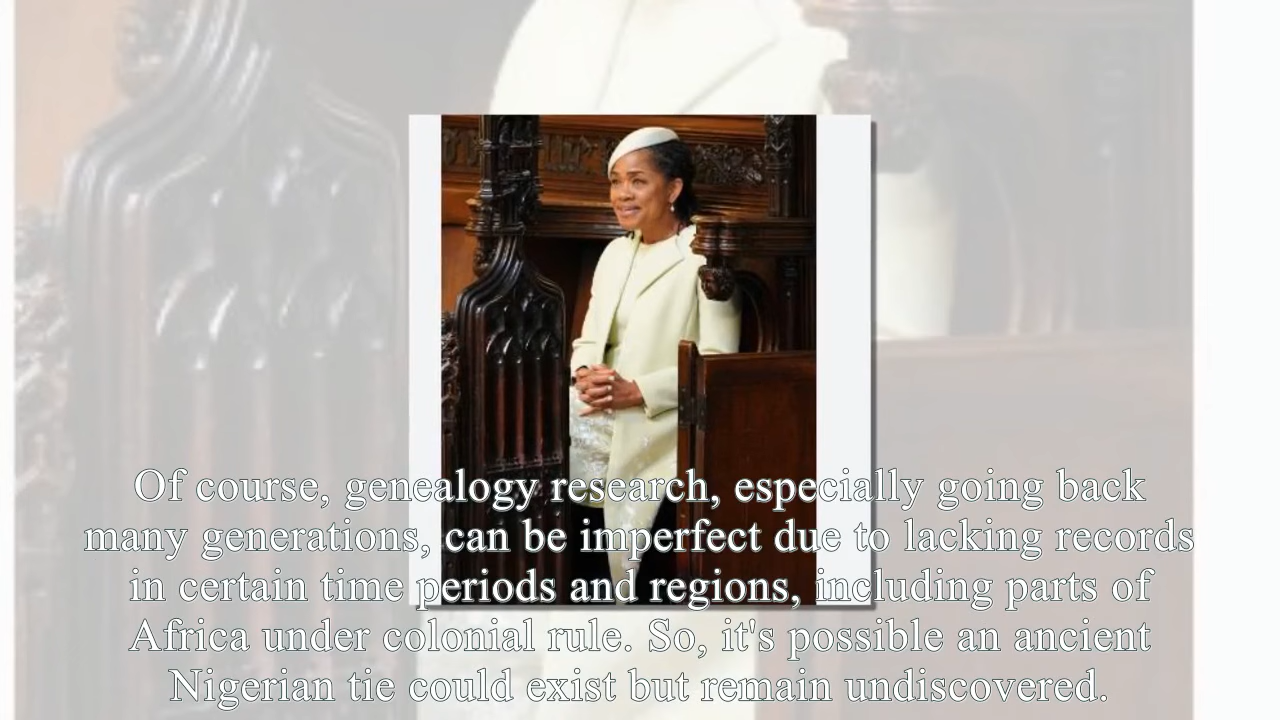 Of course, genealogy research, especially going back
many generations, can be imperfect due to lacking records
in certain time periods and regions, including parts of
Africa under colonial rule. So, it's possible an ancient
Nigerian tie could exist but remain undiscovered.